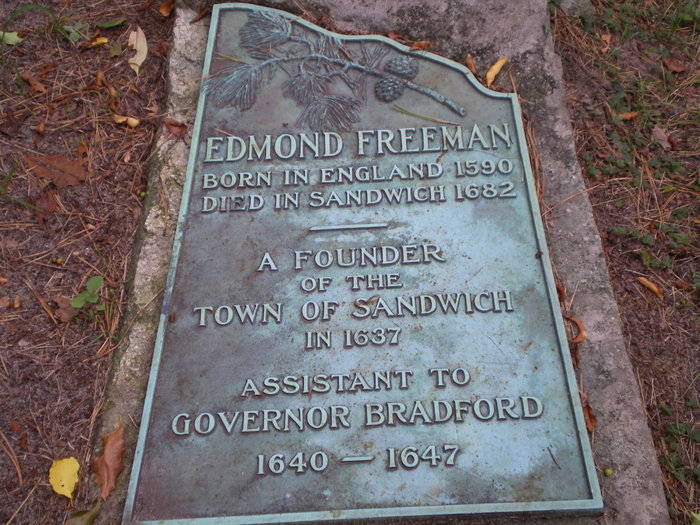 EDMOND FREEMAN
BORN IN ENGLAND 1590
DIED IN SANDWICH 1682
A FOUNDER
OF THE
TOWN OF SANDWICH
IN 1637
ASSISTANT TO
GOVERNOR BRADFORD
1640 — 1647